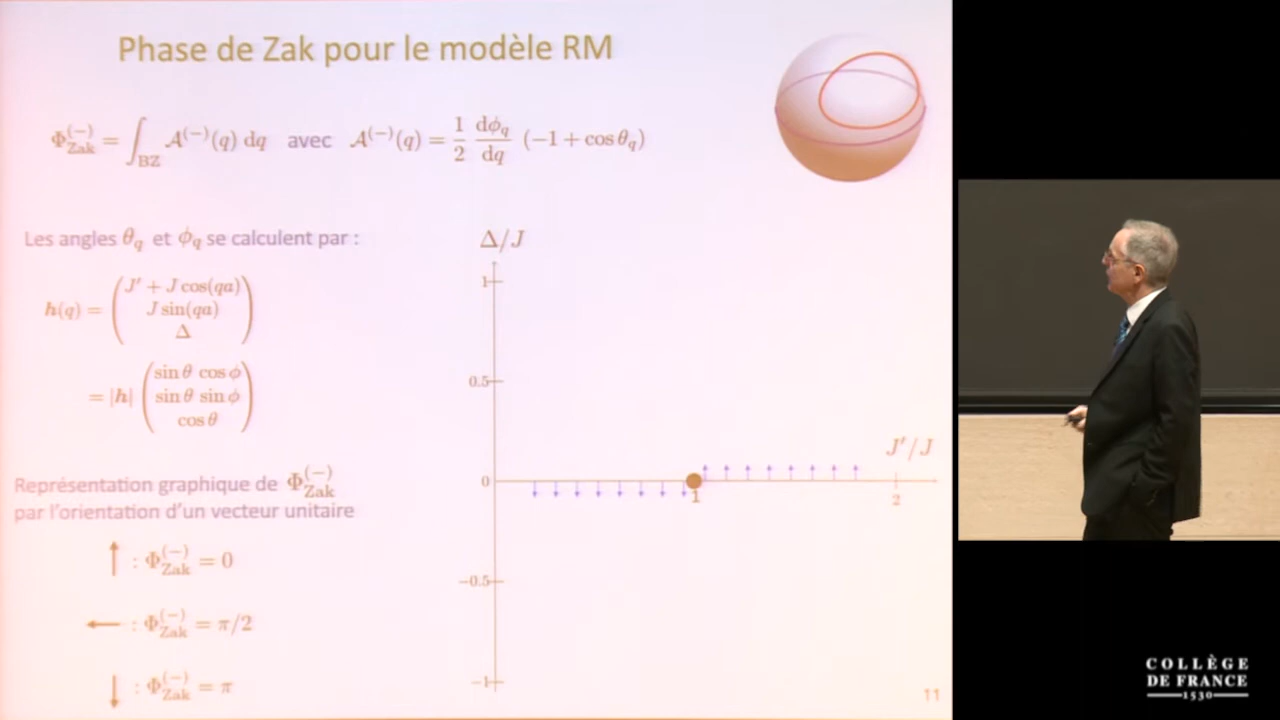 Phase de Zak pour le modèle RM
Φ_Zak^(−) = ∫_BZ A^(−)(q) dq avec A^(−)(q) = 1/2 dϕ_q/dq (−1 + cos θ_q)
Les angles θ_q et ϕ_q se calculent par :
h(q) = (J′ + J cos(qa)
J sin(qa)
Δ)
= |h| (sin θ cos ϕ
sin θ sin ϕ
cos θ)
Représentation graphique de Φ_Zak^(−)
par l'orientation d'un vecteur unitaire
↑ : Φ_Zak^(−) = 0
← : Φ_Zak^(−) = π/2
↓ : Φ_Zak^(−) = π
Δ/J
1
0.5
0
−0.5
−1
J′/J
1
2
11
COLLÈGE
DE FRANCE
1530